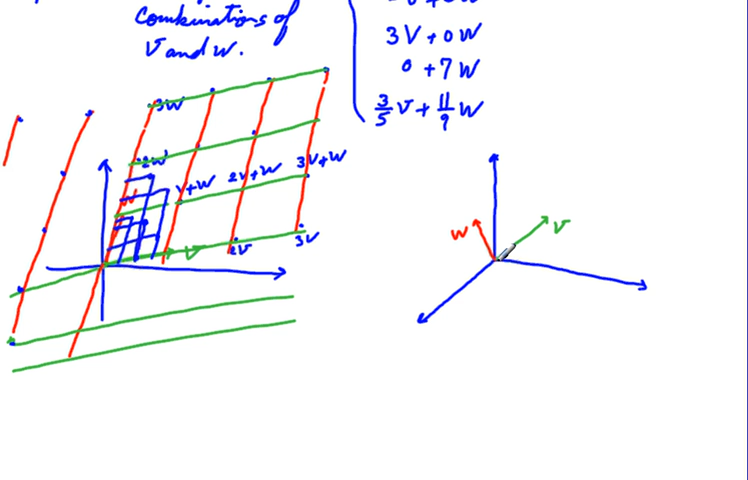 Combinations of
V and W.
3V + 0W
0 + 7W
3/5 V + 11/9 W
3W
2W
V+W 2V+W 3V+W
V 2V 3V
W V